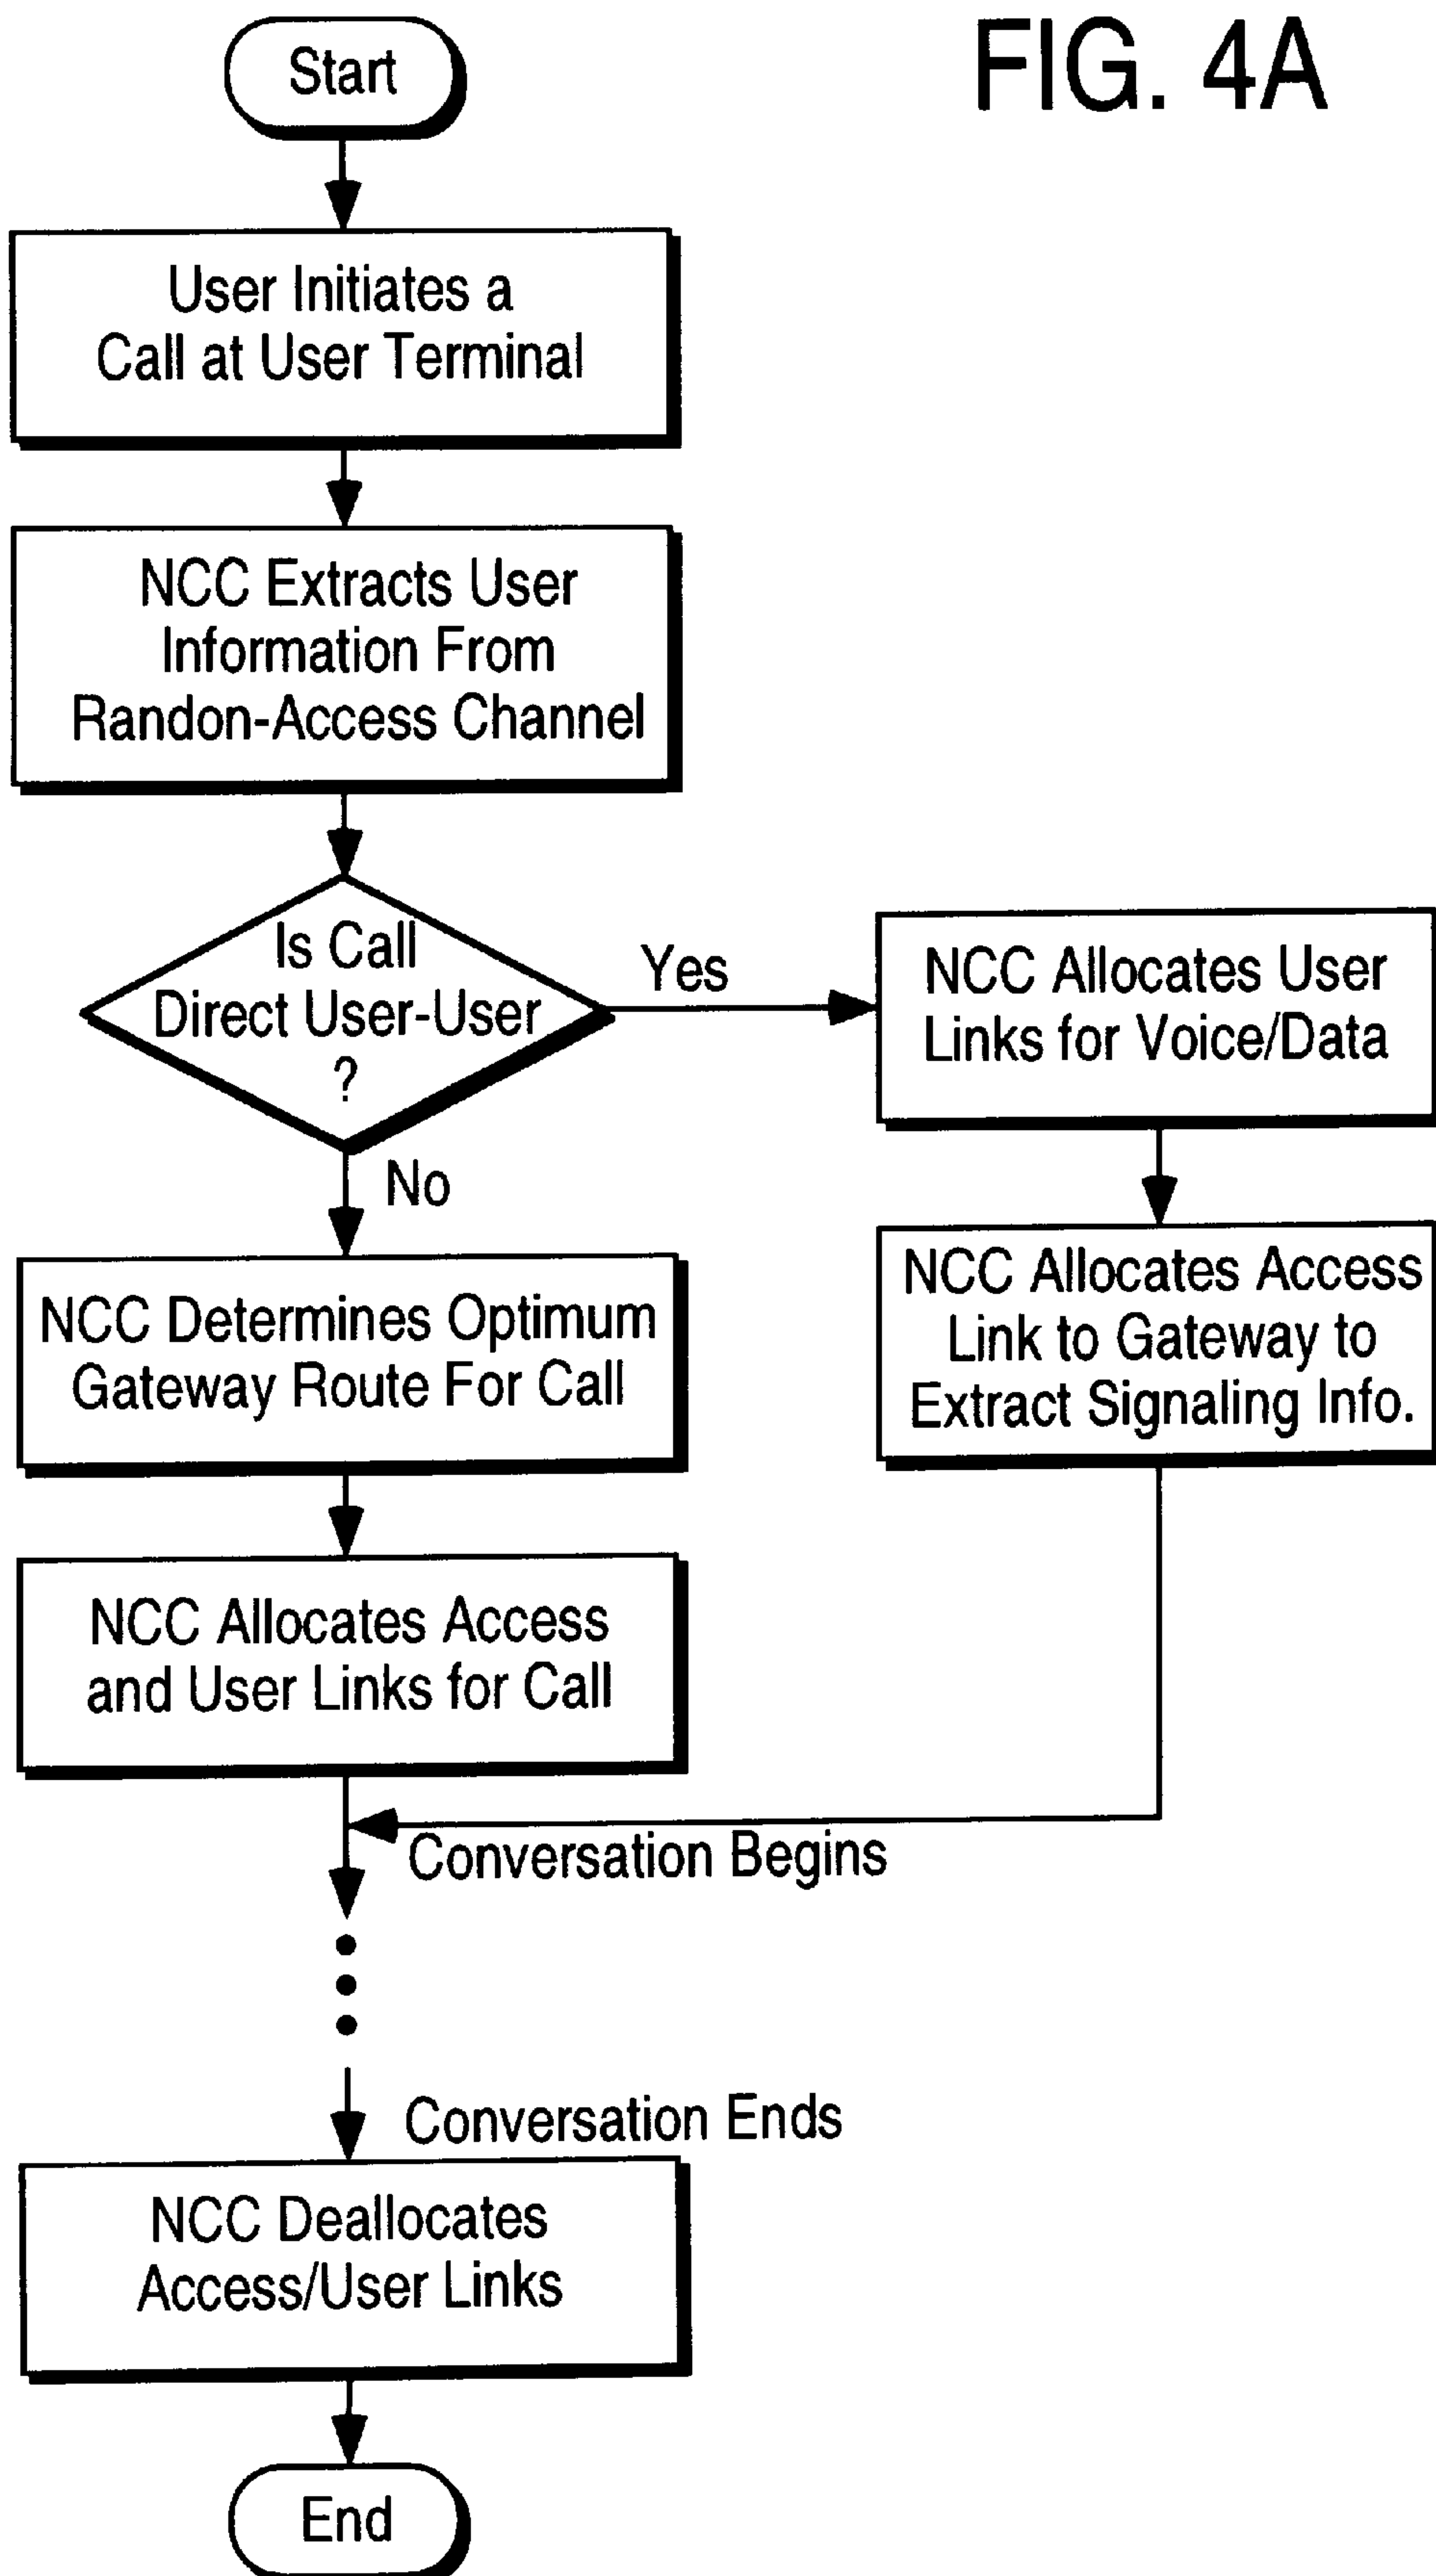 FIG. 4A
Start
User Initiates a
Call at User Terminal
NCC Extracts User
Information From
Randon-Access Channel
Is Call
Direct User-User
?
Yes
NCC Allocates User
Links for Voice/Data
NCC Allocates Access
Link to Gateway to
Extract Signaling Info.
No
NCC Determines Optimum
Gateway Route For Call
NCC Allocates Access
and User Links for Call
Conversation Begins
Conversation Ends
NCC Deallocates
Access/User Links
End